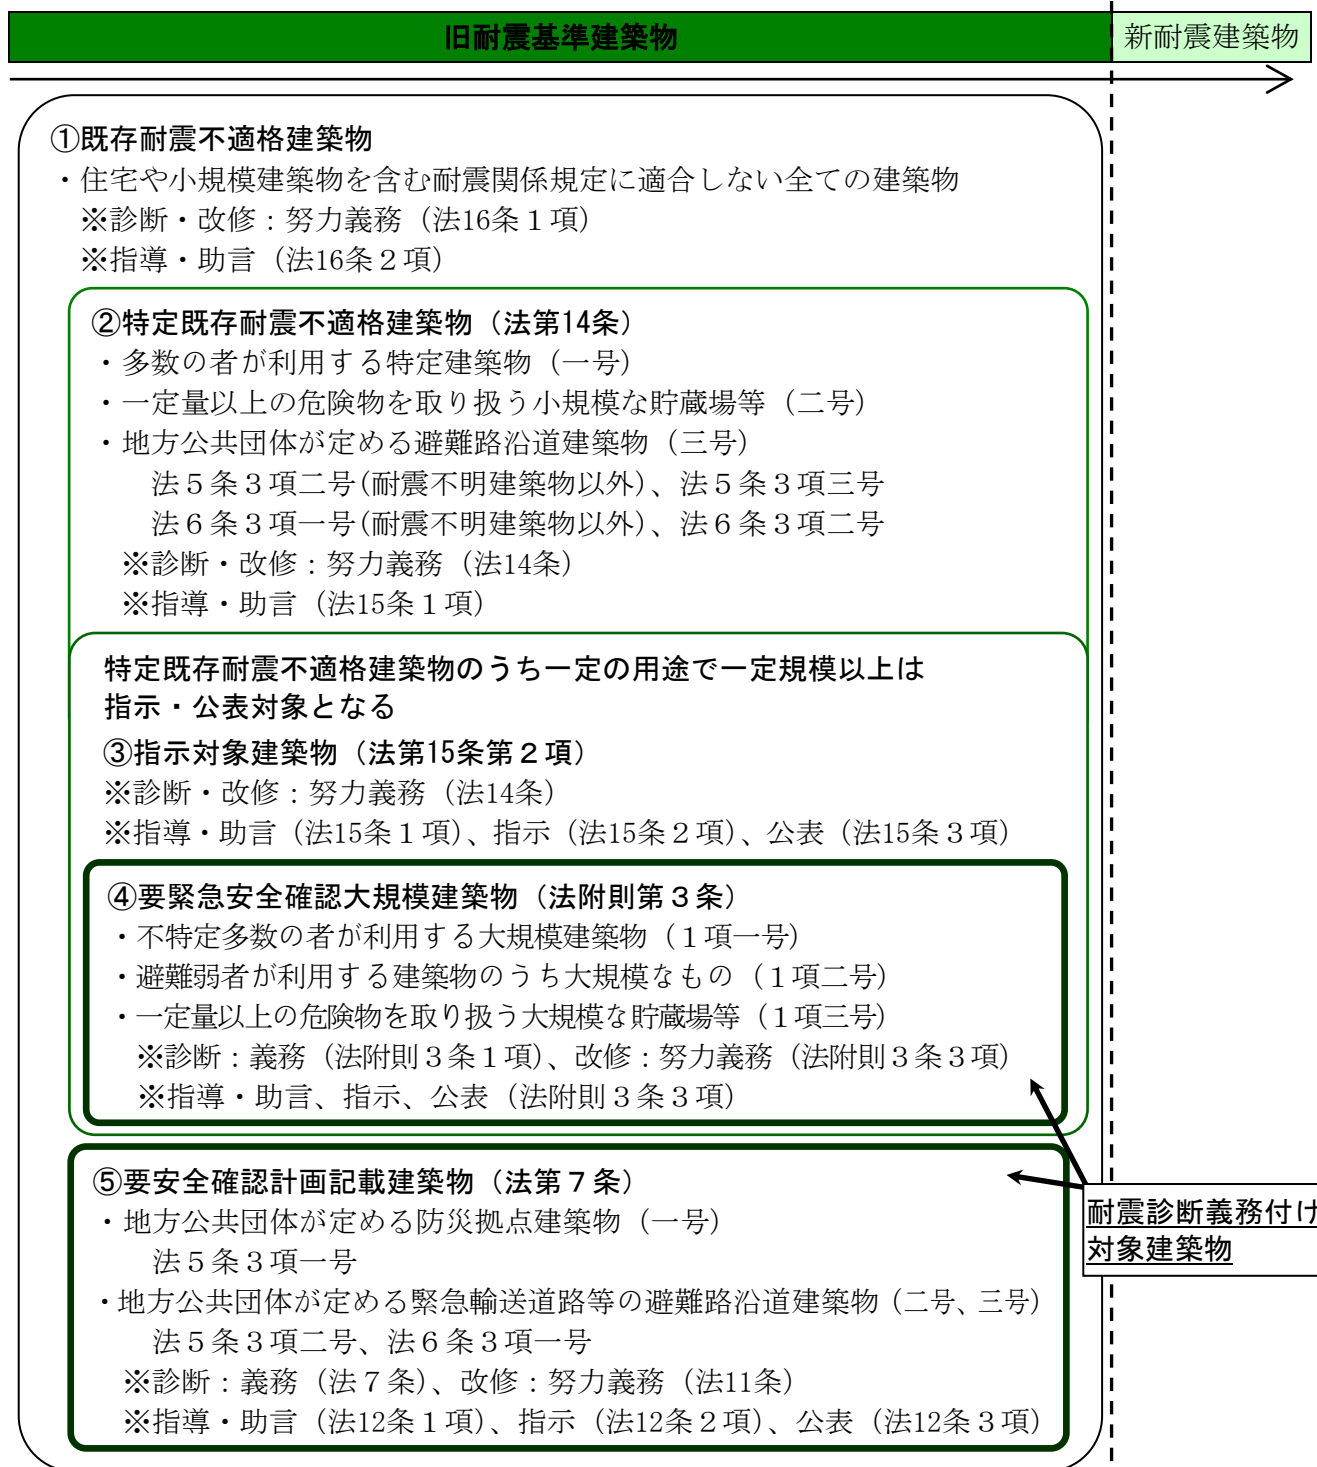 旧耐震基準建築物
新耐震建築物
①既存耐震不適格建築物
・住宅や小規模建築物を含む耐震関係規定に適合しない全ての建築物
※診断・改修：努力義務（法16条１項）
※指導・助言（法16条２項）
②特定既存耐震不適格建築物（法第14条）
・多数の者が利用する特定建築物（一号）
・一定量以上の危険物を取り扱う小規模な貯蔵場等（二号）
・地方公共団体が定める避難路沿道建築物（三号）
法５条３項二号(耐震不明建築物以外)、法５条３項三号
法６条３項一号(耐震不明建築物以外)、法６条３項二号
※診断・改修：努力義務（法14条）
※指導・助言（法15条１項）
特定既存耐震不適格建築物のうち一定の用途で一定規模以上は
指示・公表対象となる
③指示対象建築物（法第15条第２項）
※診断・改修：努力義務（法14条）
※指導・助言（法15条１項）、指示（法15条２項）、公表（法15条３項）
④要緊急安全確認大規模建築物（法附則第３条）
・不特定多数の者が利用する大規模建築物（１項一号）
・避難弱者が利用する建築物のうち大規模なもの（１項二号）
・一定量以上の危険物を取り扱う大規模な貯蔵場等（１項三号）
※診断：義務（法附則３条１項）、改修：努力義務（法附則３条３項）
※指導・助言、指示、公表（法附則３条３項）
⑤要安全確認計画記載建築物（法第７条）
・地方公共団体が定める防災拠点建築物（一号）
法５条３項一号
・地方公共団体が定める緊急輸送道路等の避難路沿道建築物（二号、三号）
法５条３項二号、法６条３項一号
※診断：義務（法７条）、改修：努力義務（法11条）
※指導・助言（法12条１項）、指示（法12条２項）、公表（法12条３項）
耐震診断義務付け
対象建築物